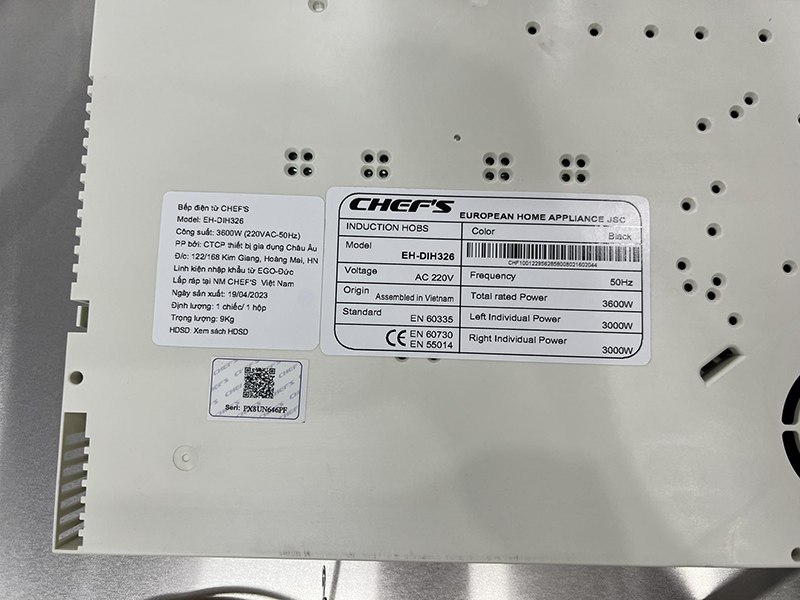 Bếp điện từ CHEF'S
Model: EH-DIH326
Công suất: 3600W (220VAC-50Hz)
PP bởi: CTCP thiết bị gia dụng Châu Âu
Đ/c: 122/168 Kim Giang, Hoàng Mai, HN
Linh kiện nhập khẩu từ EGO-Đức
Lắp ráp tại NM CHEF'S Việt Nam
Ngày sản xuất: 19/04/2023
Định lượng: 1 chiếc/ 1 hộp
Trọng lượng: 9Kg
HDSD: Xem sách HDSD
CHEF'S EUROPEAN HOME APPLIANCE JSC
INDUCTION HOBS
Color Black
Model EH-DIH326
Voltage AC 220V
Frequency 50Hz
Origin Assembled in Vietnam
Total rated Power 3600W
Standard EN 60335
Left Individual Power 3000W
CE EN 60730
EN 55014
Right Individual Power 3000W
Seri: PX8UN646PF